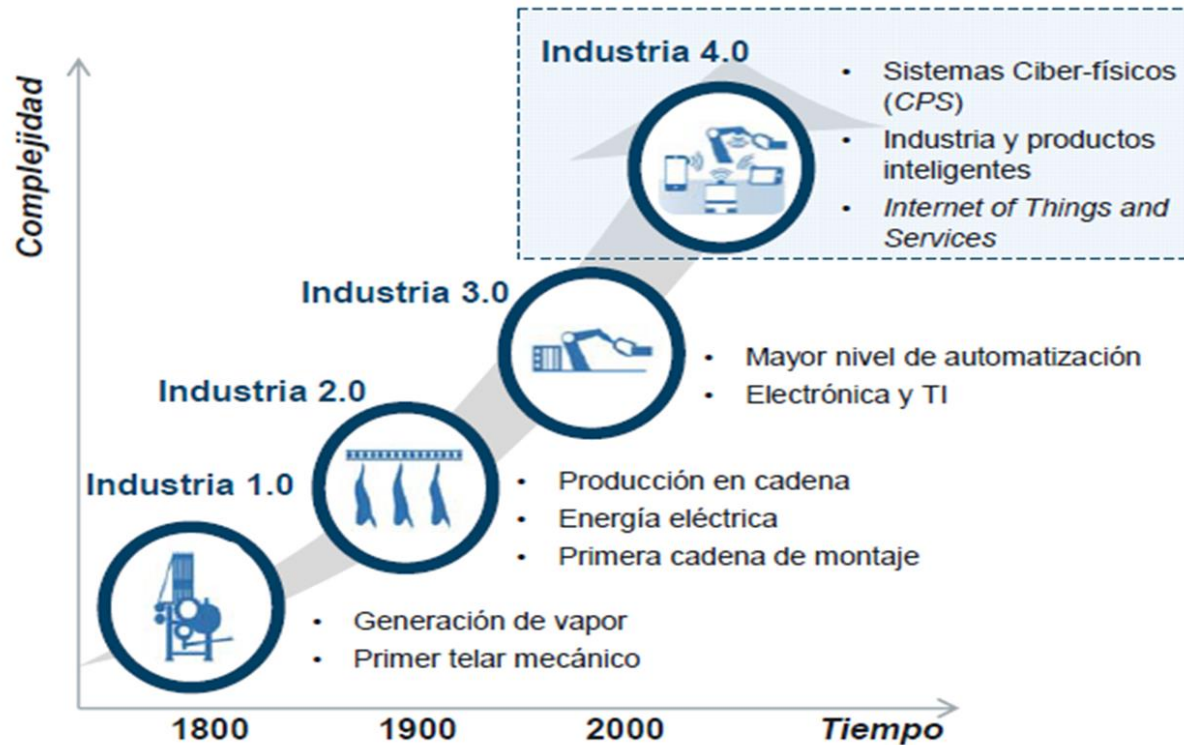 Complejidad
Industria 4.0
• Sistemas Ciber-físicos
(CPS)
• Industria y productos
inteligentes
• Internet of Things and
Services
Industria 3.0
• Mayor nivel de automatización
• Electrónica y TI
Industria 2.0
• Producción en cadena
• Energía eléctrica
• Primera cadena de montaje
Industria 1.0
• Generación de vapor
• Primer telar mecánico
1800 1900 2000 Tiempo